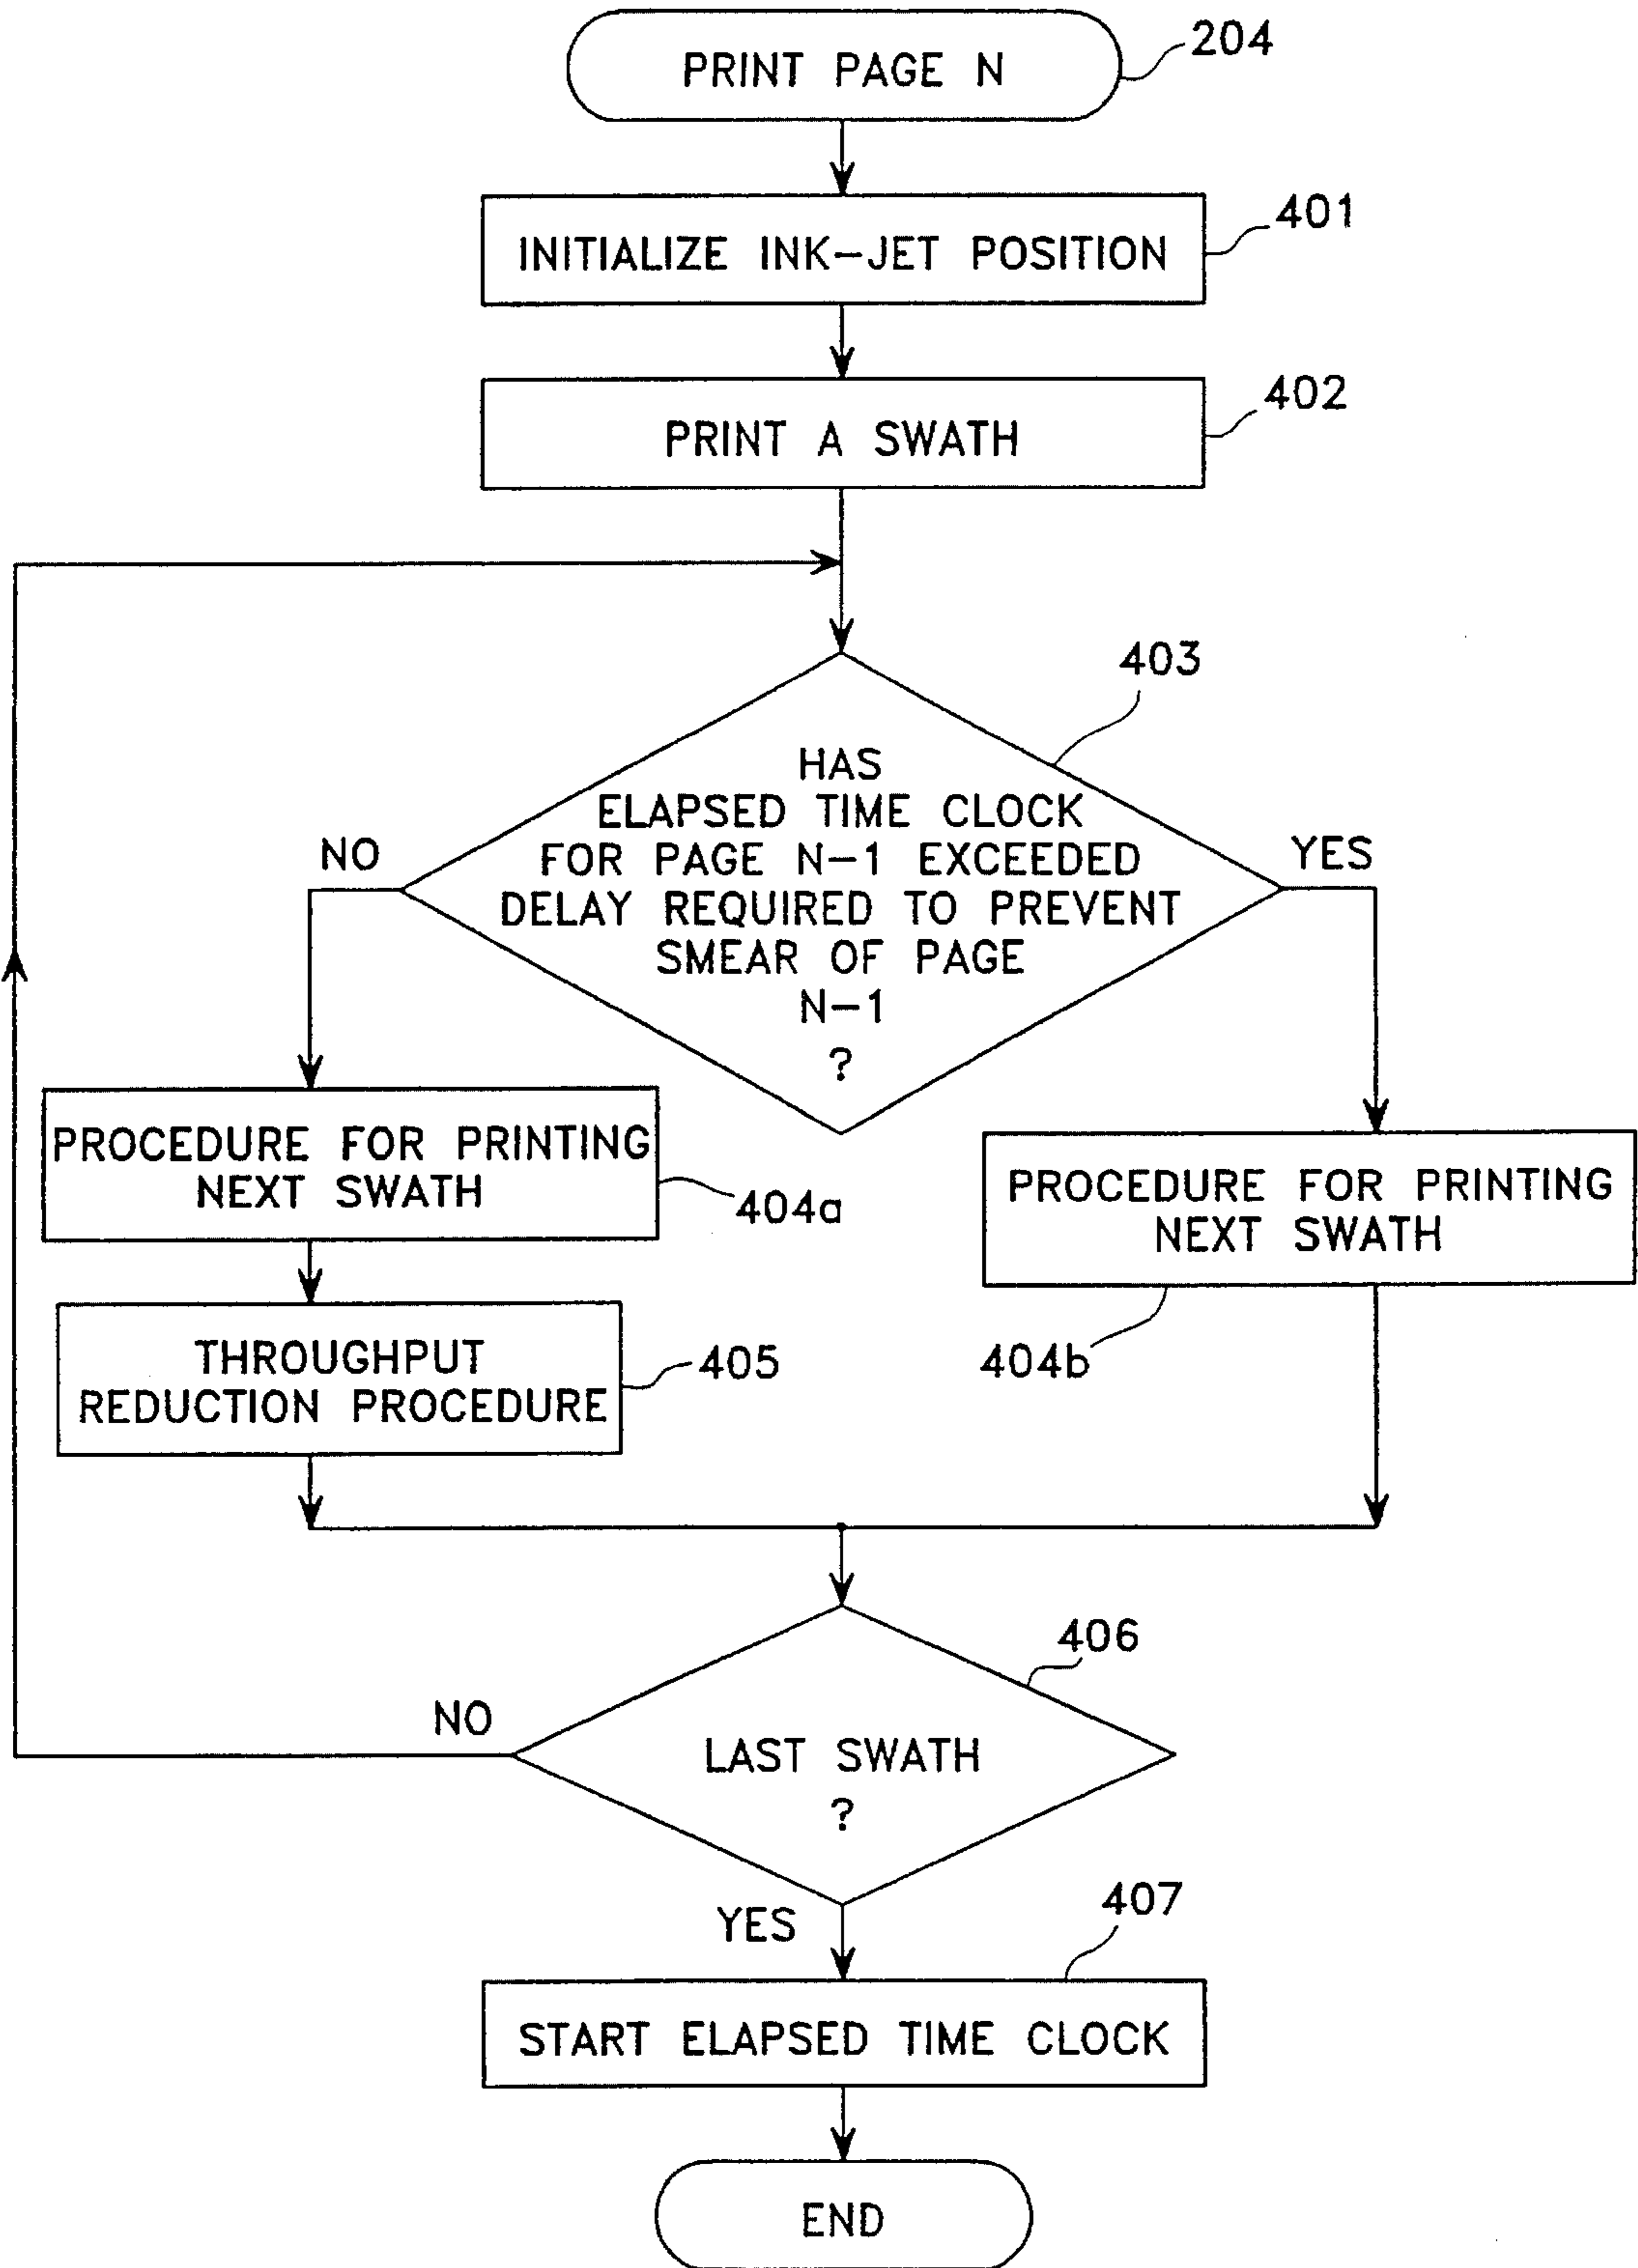 PRINT PAGE N
204
INITIALIZE INK-JET POSITION
401
PRINT A SWATH
402
403
HAS
ELAPSED TIME CLOCK
FOR PAGE N-1 EXCEEDED
DELAY REQUIRED TO PREVENT
SMEAR OF PAGE
N-1
?
NO
YES
PROCEDURE FOR PRINTING
NEXT SWATH
404a
PROCEDURE FOR PRINTING
NEXT SWATH
404b
THROUGHPUT
REDUCTION PROCEDURE
405
406
LAST SWATH
?
NO
YES
407
START ELAPSED TIME CLOCK
END